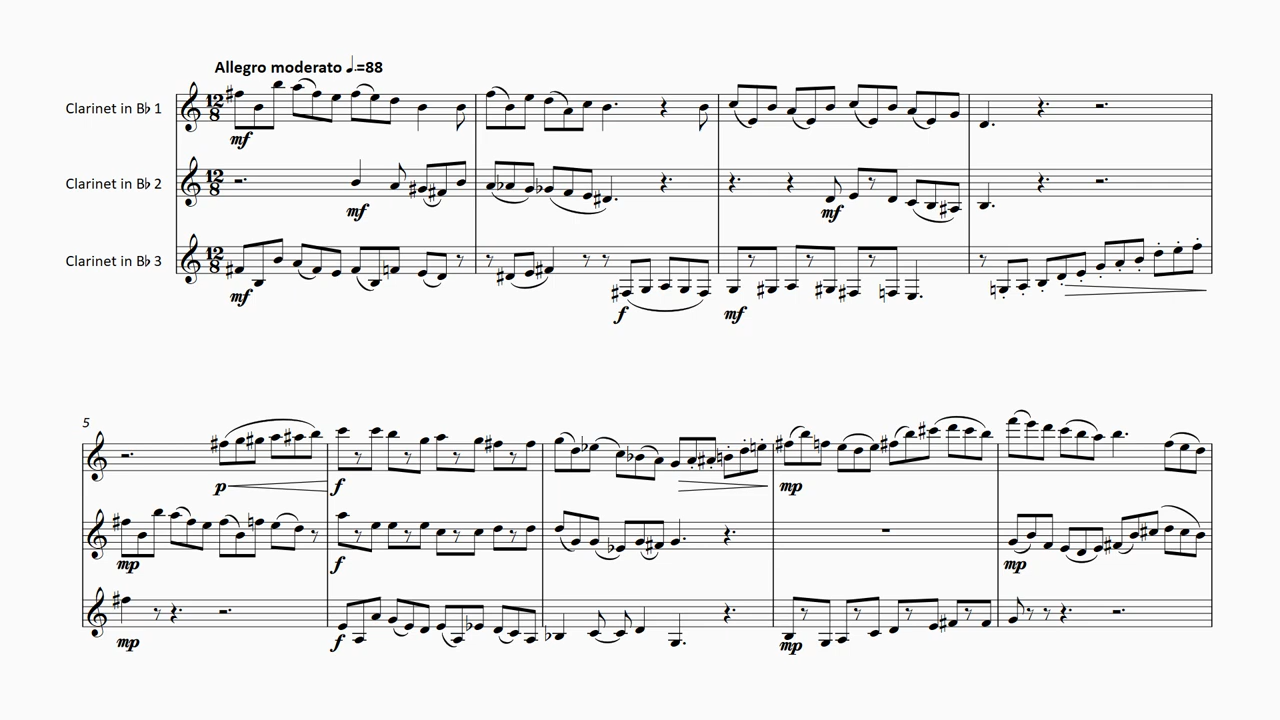 Allegro moderato ♩.=88
Clarinet in B♭ 1
12 8
mf
Clarinet in B♭ 2
12 8
mf
mf
Clarinet in B♭ 3
12 8
mf
f
mf
5
p
f
mp
mp
f
mp
mp
f
mp